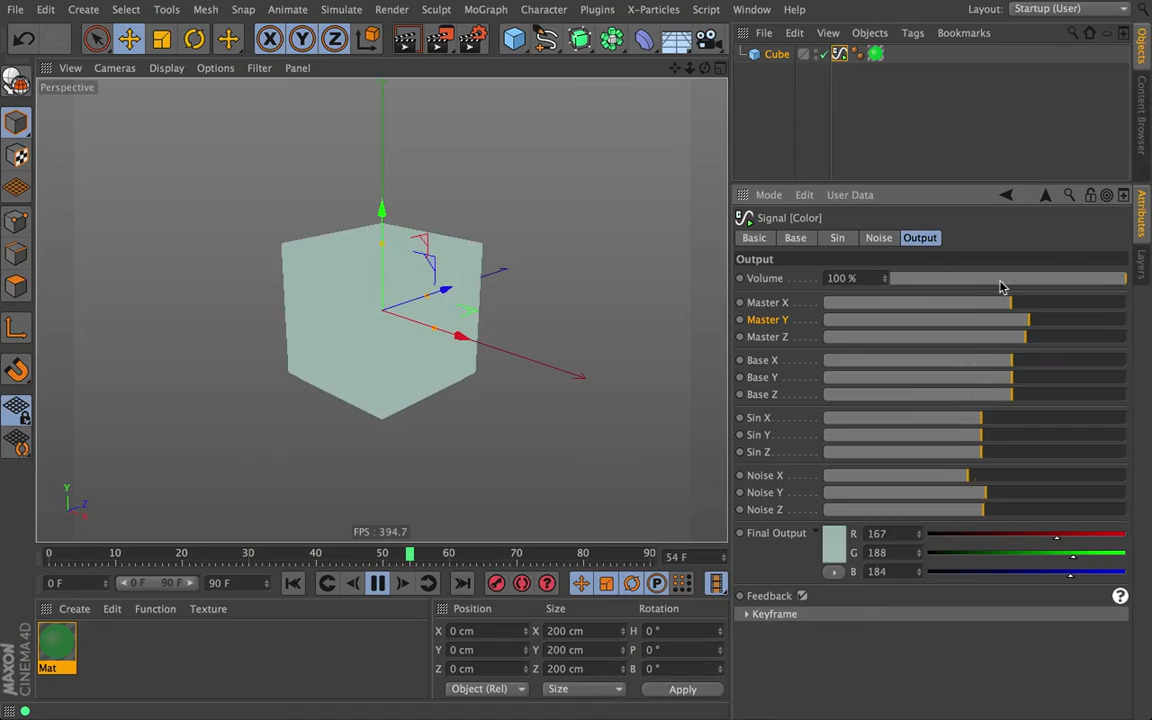 File Edit Select Tools Mesh Snap Animate Simulate Render Sculpt MoGraph Character Plugins X-Particles Script Window Help Layout: Startup (User)
X Y Z
File Edit View Objects Tags Bookmarks
Cube
View Cameras Display Options Filter Panel
Perspective
Objects
Content Browser
Mode Edit User Data
Attributes
Layers
Signal [Color]
Basic Base Sin Noise Output
Output
Volume 100 %
Master X
Master Y
Master Z
Base X
Base Y
Base Z
Sin X
Sin Y
Sin Z
Noise X
Noise Y
Noise Z
Final Output R 167
G 188
B 184
Feedback
Keyframe
Y
Z
X
FPS : 394.7
0 10 20 30 40 50 60 70 80 90 54 F
0 F 0 F 90 F 90 F
Create Edit Function Texture
Mat
MAXON
CINEMA 4D
Position Size Rotation
X 0 cm X 200 cm H 0 °
Y 0 cm Y 200 cm P 0 °
Z 0 cm Z 200 cm B 0 °
Object (Rel) Size Apply